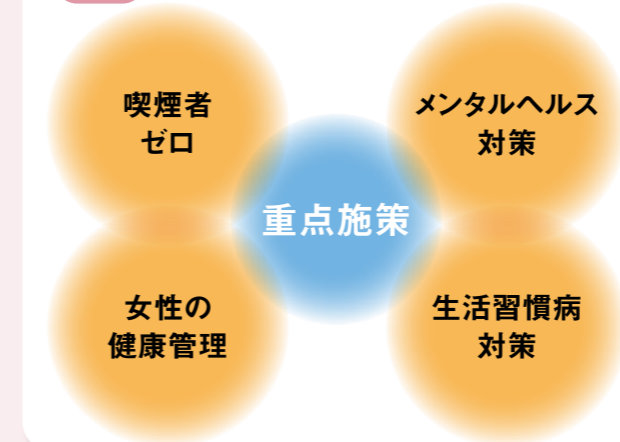 喫煙者
ゼロ
メンタルヘルス
対策
重点施策
女性の
健康管理
生活習慣病
対策